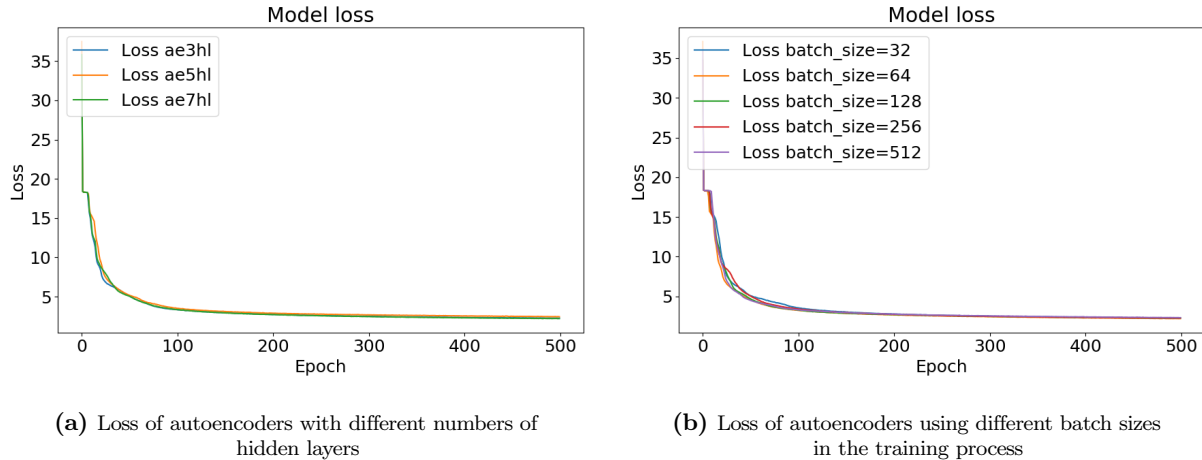 Model loss
Loss ae3hl
Loss ae5hl
Loss ae7hl
35
30
25
20
15
10
5
Loss
0
100
200
300
400
500
Epoch
(a) Loss of autoencoders with different numbers of
hidden layers
Model loss
Loss batch_size=32
Loss batch_size=64
Loss batch_size=128
Loss batch_size=256
Loss batch_size=512
35
30
25
20
15
10
5
Loss
0
100
200
300
400
500
Epoch
(b) Loss of autoencoders using different batch sizes
in the training process